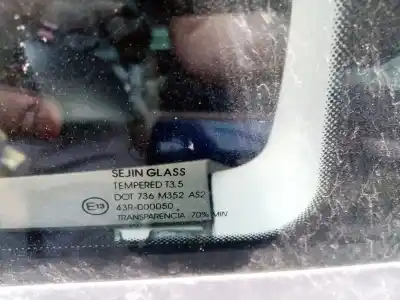 SEJIN GLASS
TEMPERED T3.5
DOT 736 M352 AS2
E13 43R-000050
TRANSPARENCIA 70% MIN